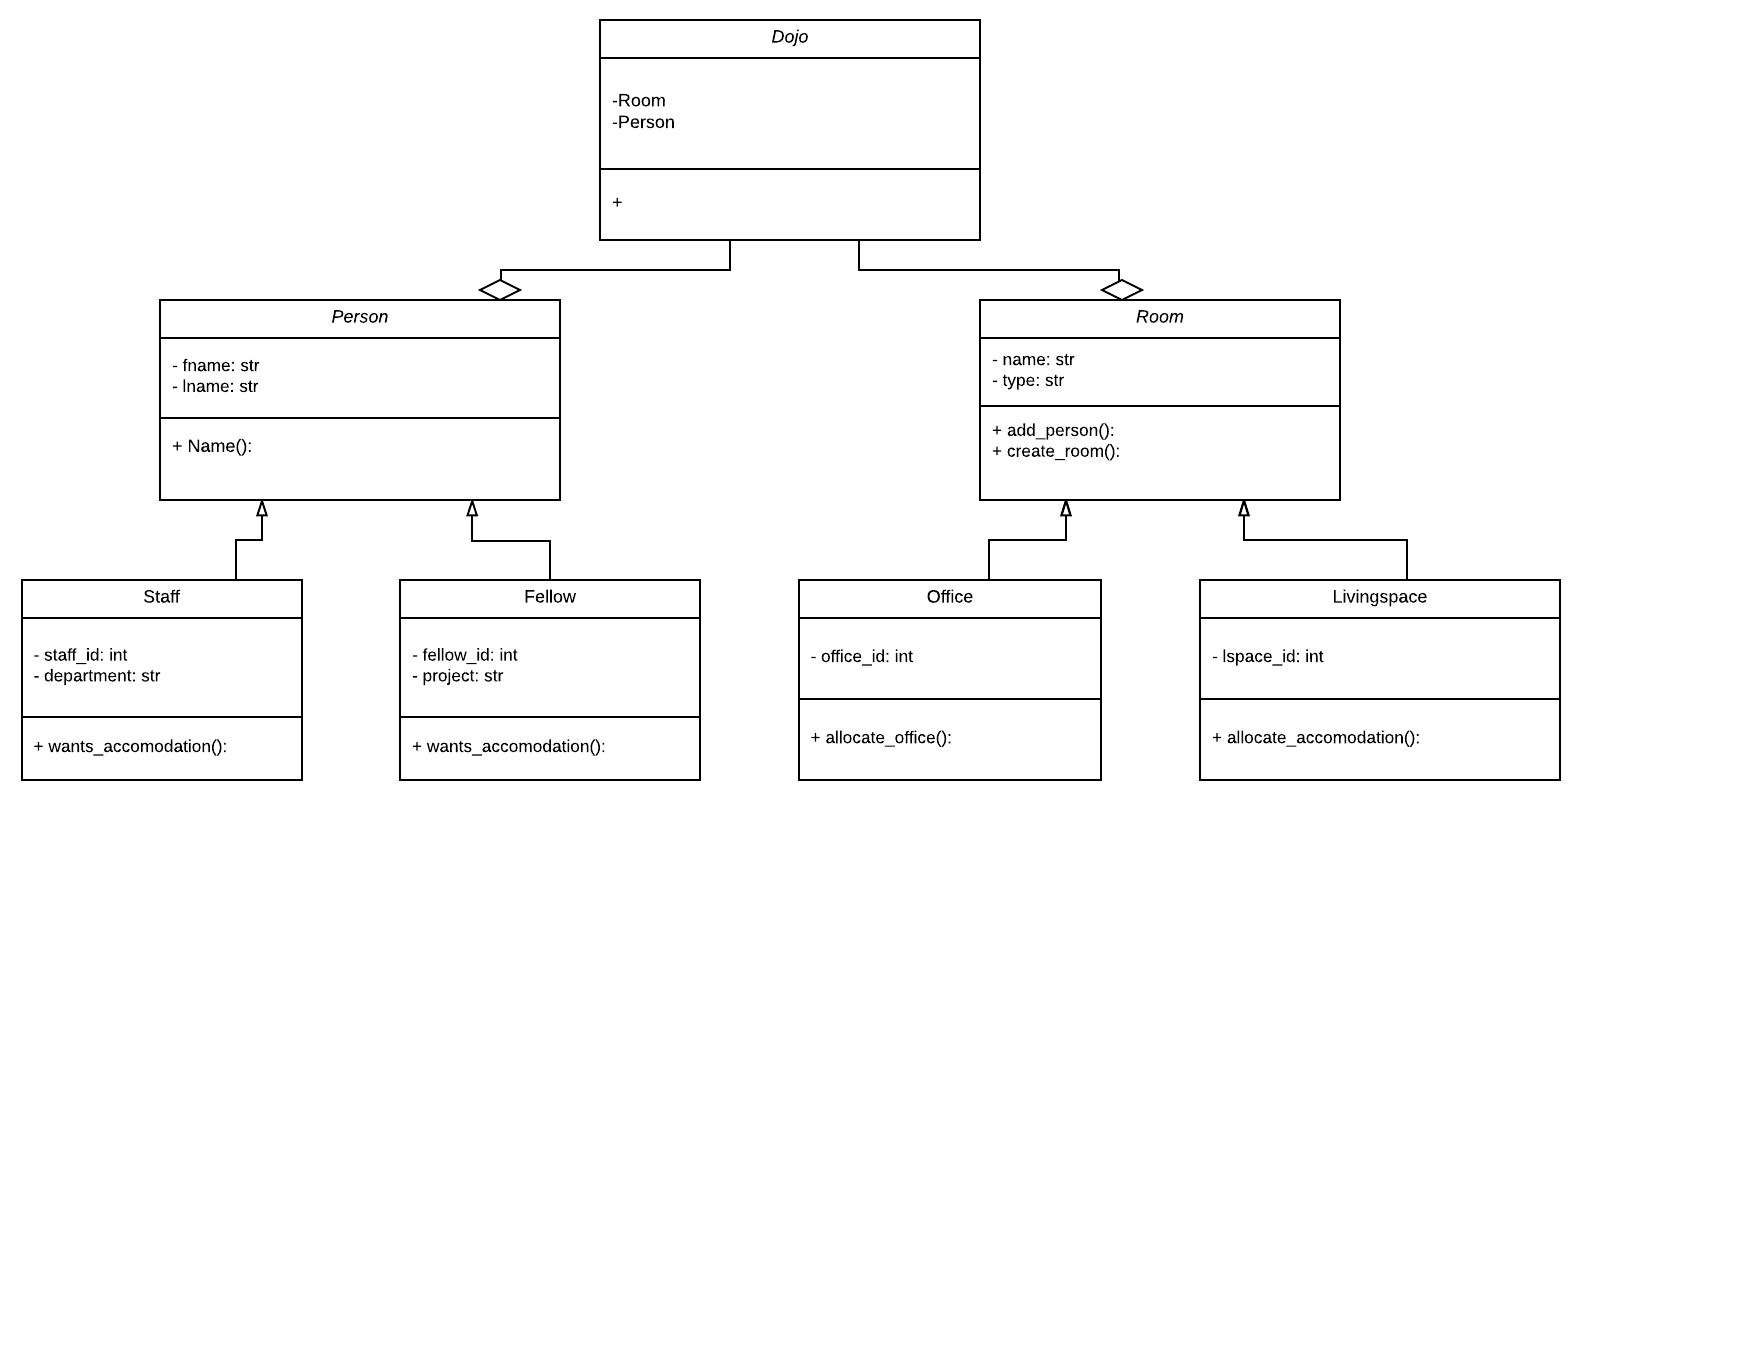 Dojo
-Room
-Person
+
Person
- fname: str
- lname: str
+ Name():
Room
- name: str
- type: str
+ add_person():
+ create_room():
Staff
- staff_id: int
- department: str
+ wants_accomodation():
Fellow
- fellow_id: int
- project: str
+ wants_accomodation():
Office
- office_id: int
+ allocate_office():
Livingspace
- lspace_id: int
+ allocate_accomodation():